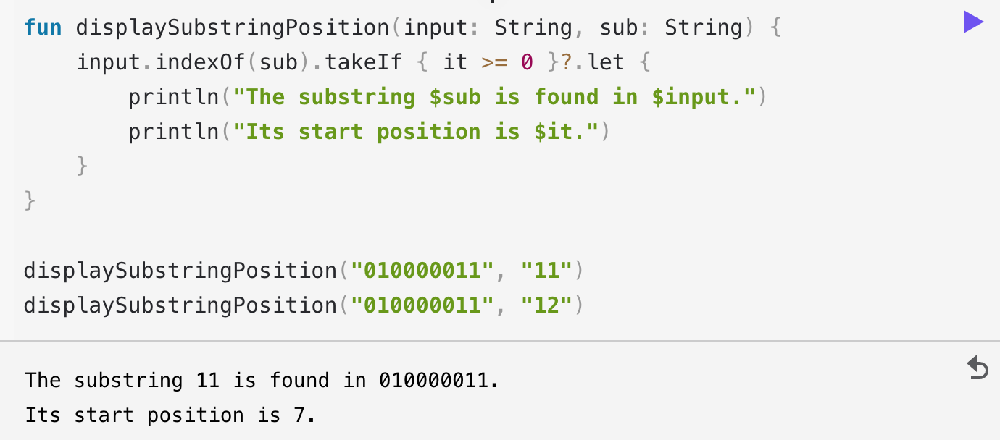 fun displaySubstringPosition(input: String, sub: String) {
    input.indexOf(sub).takeIf { it >= 0 }?.let {
        println("The substring $sub is found in $input.")
        println("Its start position is $it.")
    }
}
displaySubstringPosition("010000011", "11")
displaySubstringPosition("010000011", "12")
The substring 11 is found in 010000011.
Its start position is 7.